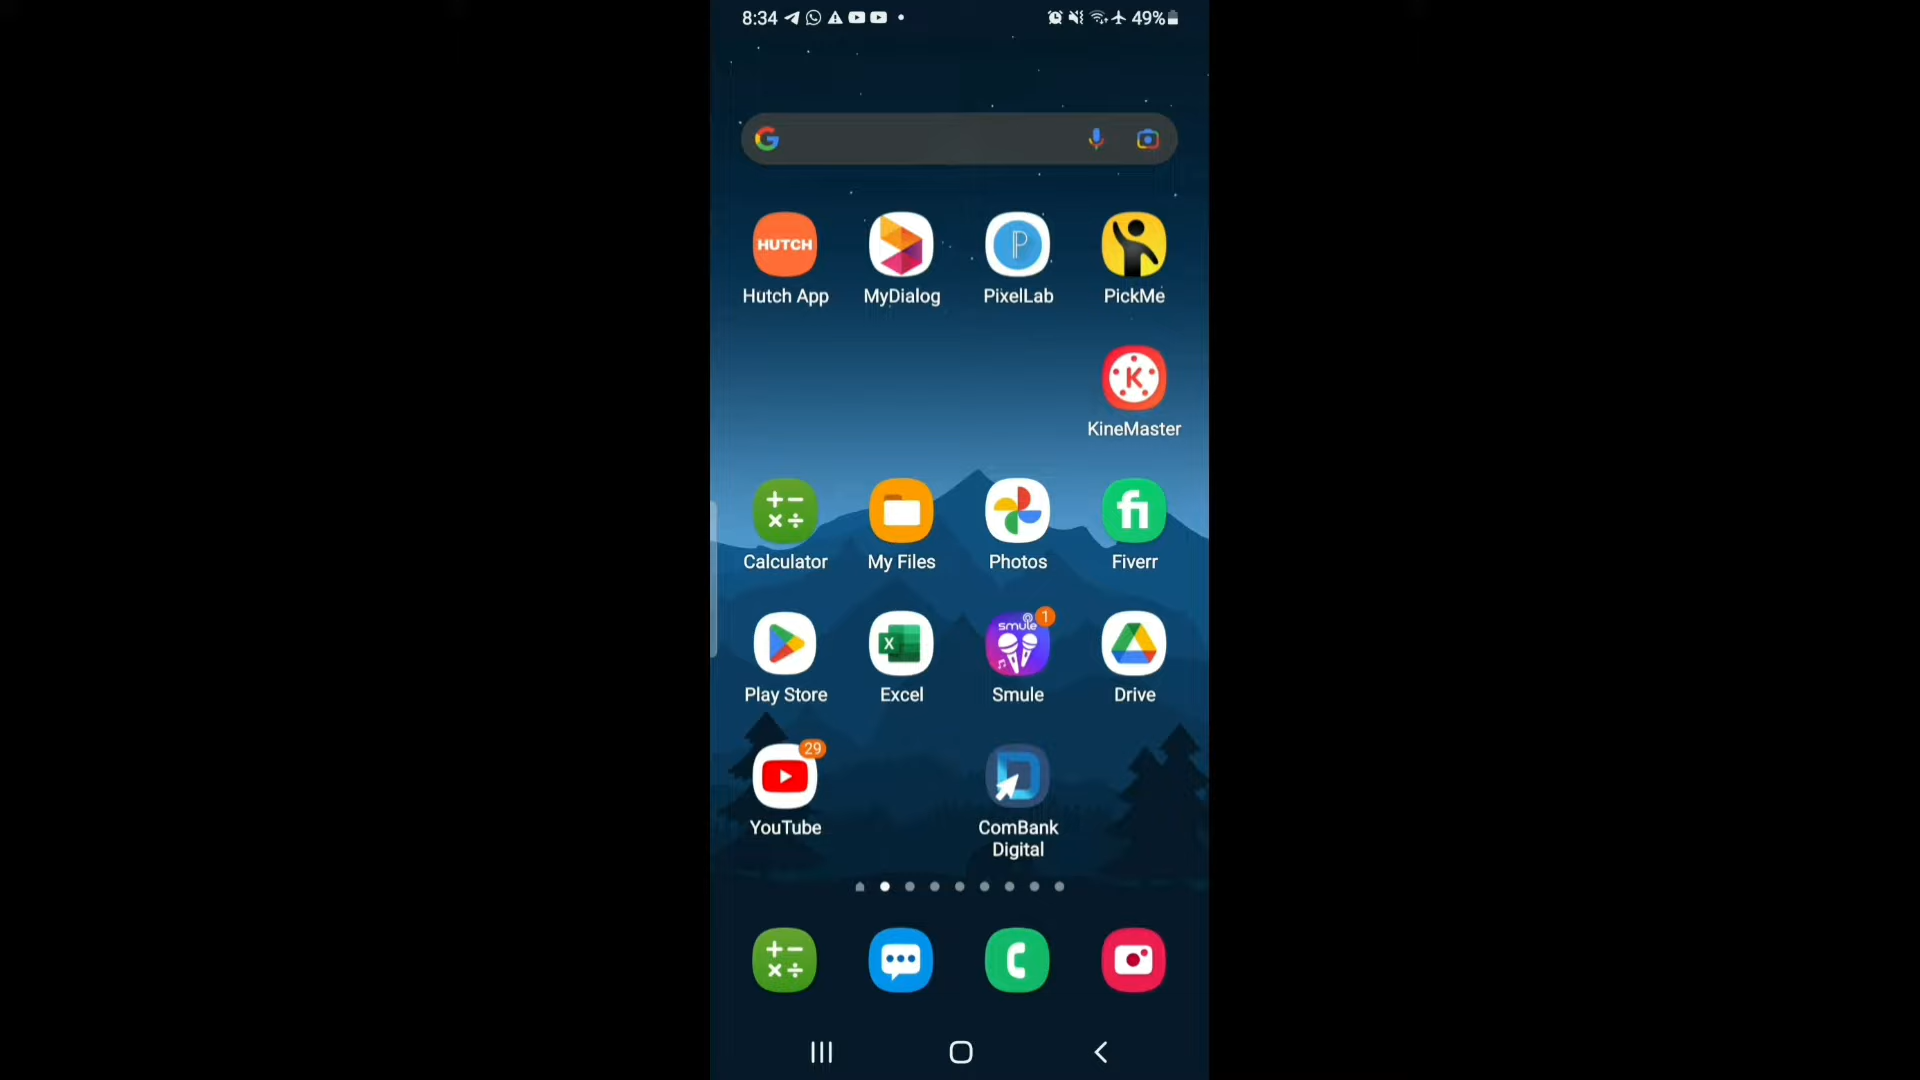 8:34
49%
HUTCH
Hutch App
MyDialog
PixelLab
PickMe
KineMaster
Calculator
My Files
Photos
Fiverr
smule
1
Play Store
Excel
Smule
Drive
29
YouTube
ComBank
Digital